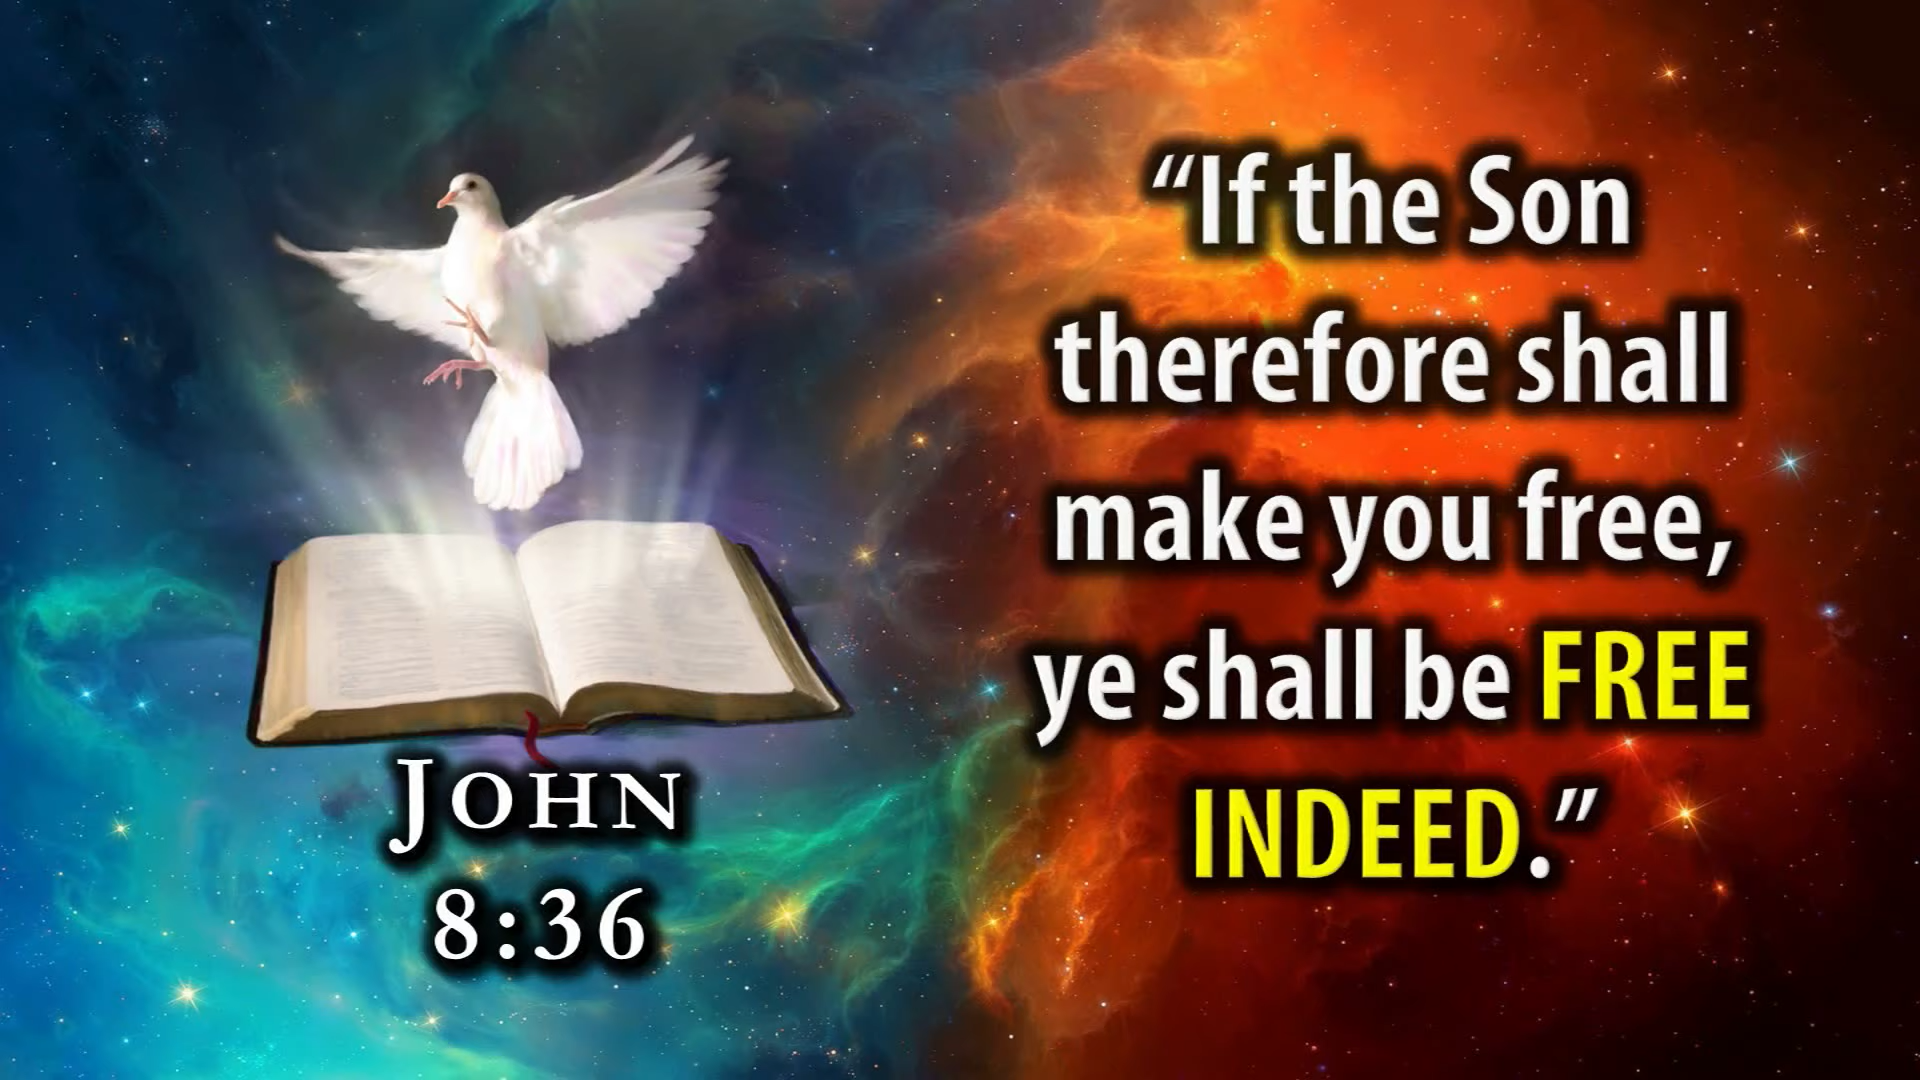 John
8:36
“If the Son
therefore shall
make you free,
ye shall be FREE
INDEED.”